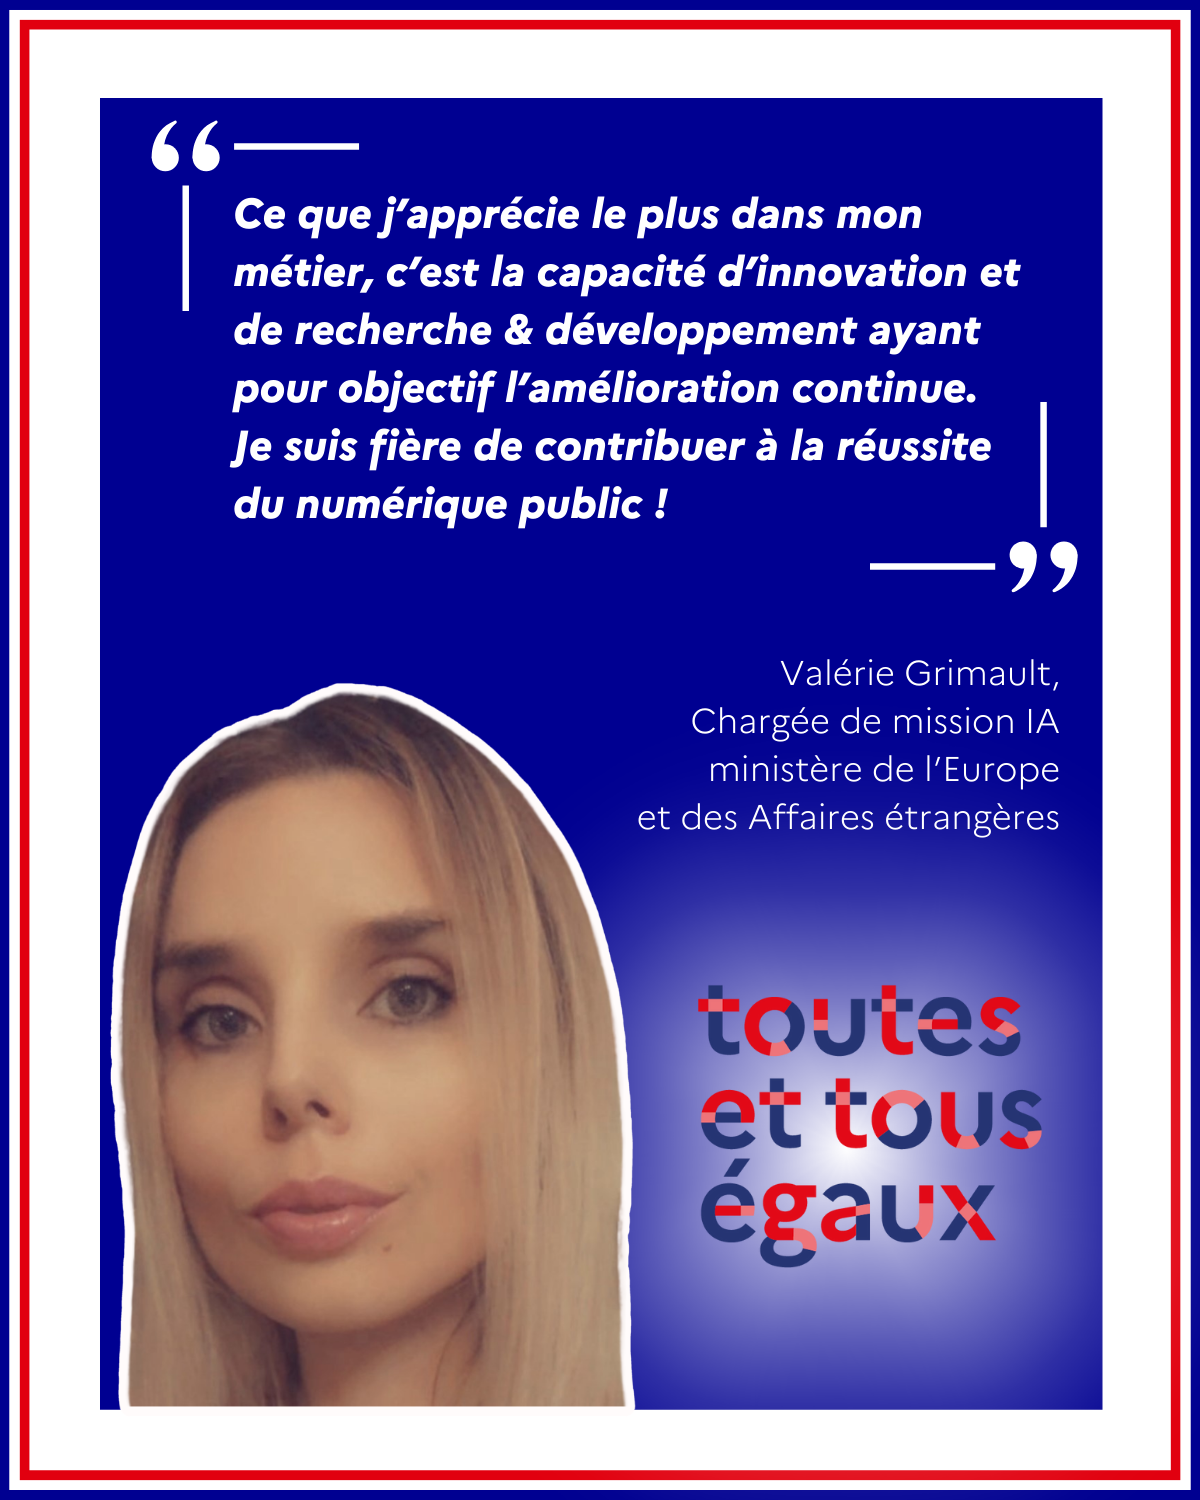 “
Ce que j’apprécie le plus dans mon
métier, c’est la capacité d’innovation et
de recherche & développement ayant
pour objectif l’amélioration continue.
Je suis fière de contribuer à la réussite
du numérique public !
”
Valérie Grimault,
Chargée de mission IA
ministère de l’Europe
et des Affaires étrangères
toutes
et tous
égaux